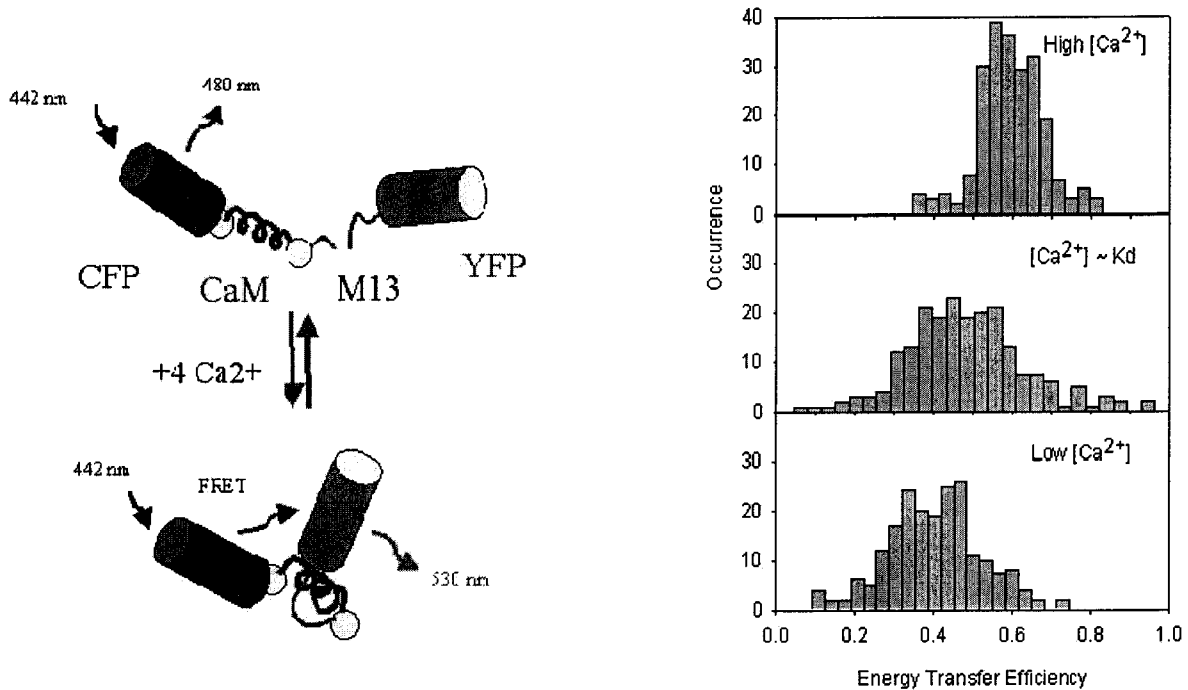 442 nm
480 nm
CFP
CaM
M13
YFP
+4 Ca2+
442 nm
FRET
530 nm
Occurrence
40
30
20
10
0
High [Ca²⁺]
30
20
10
0
[Ca²⁺] ~ Kd
30
20
10
0
Low [Ca²⁺]
0.0 0.2 0.4 0.6 0.8 1.0
Energy Transfer Efficiency